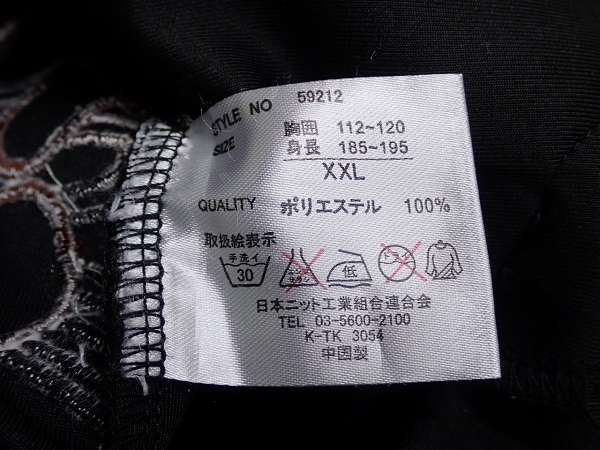 STYLE NO 59212
SIZE 胸囲 112~120
身長 185~195
XXL
QUALITY ポリエステル 100%
取扱絵表示
手洗イ
30
低
日本ニット工業組合連合会
TEL 03-5600-2100
K-TK 3054
中国製